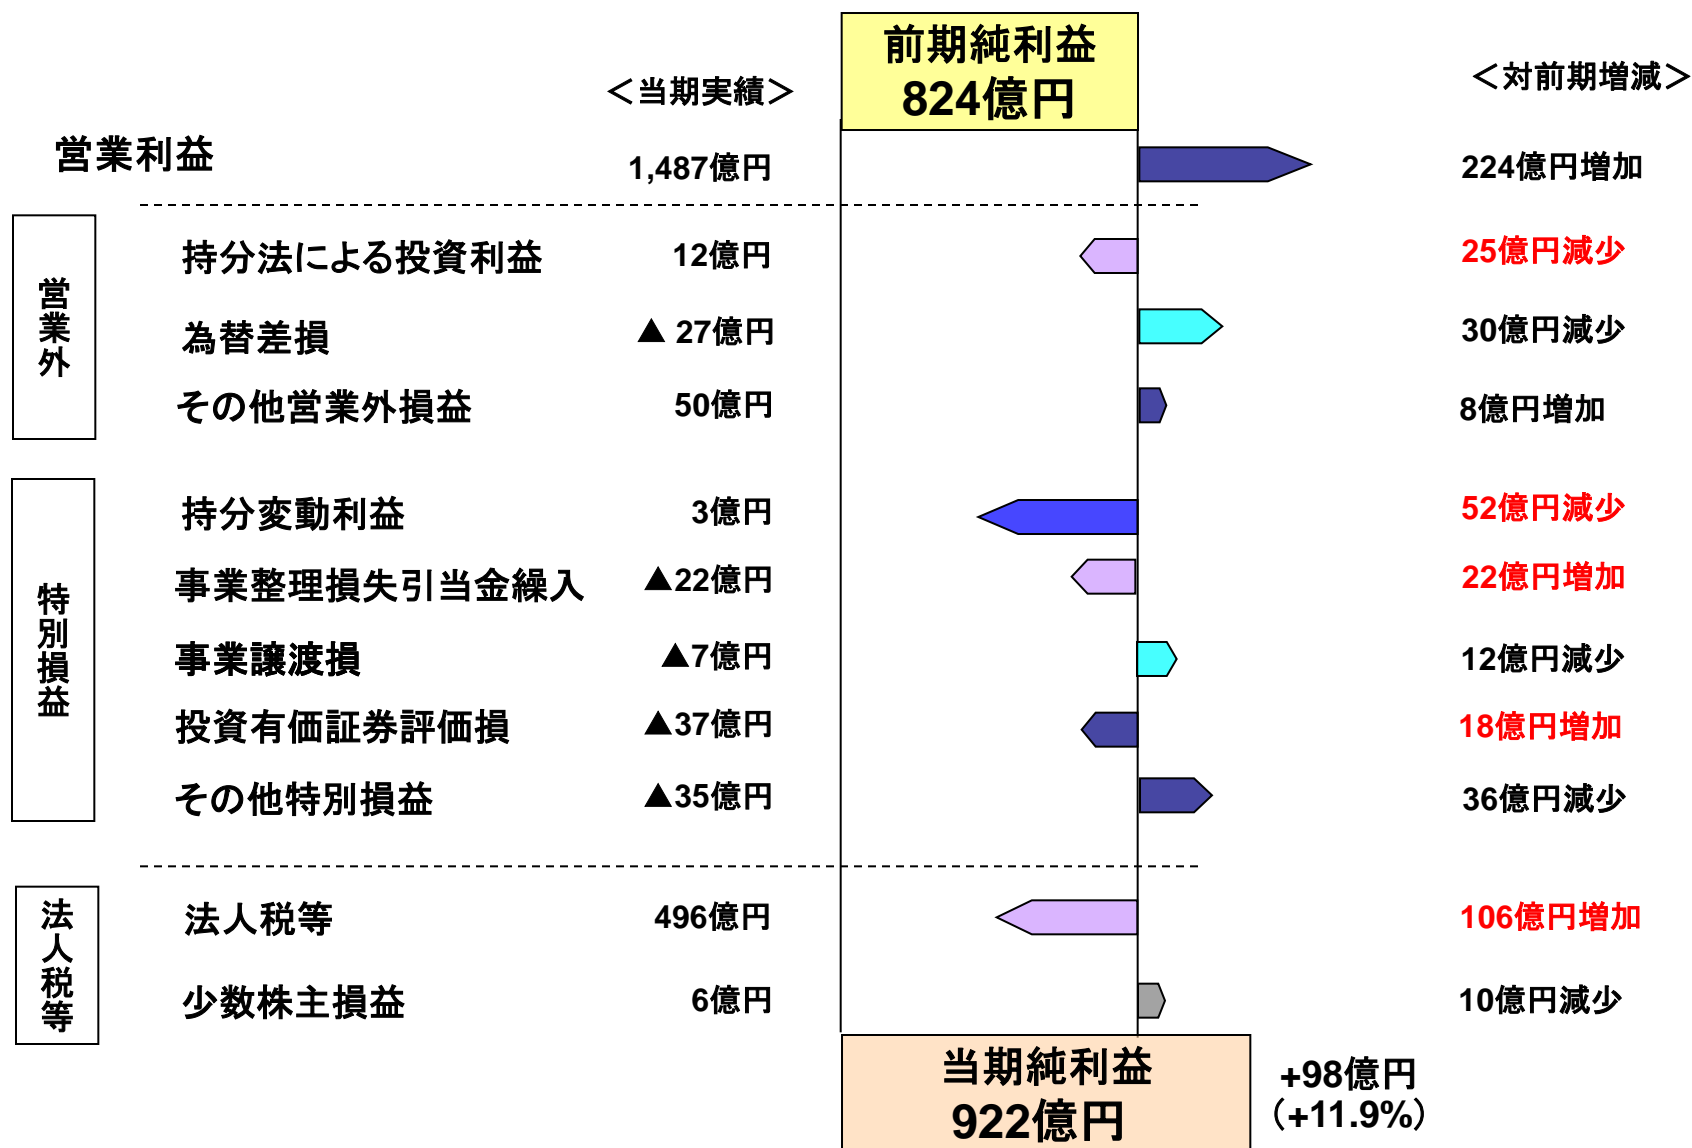 前期純利益
824億円
＜当期実績＞
＜対前期増減＞
営業利益 1,487億円 224億円増加
営業外
持分法による投資利益 12億円 25億円減少
為替差損 ▲ 27億円 30億円減少
その他営業外損益 50億円 8億円増加
特別損益
持分変動利益 3億円 52億円減少
事業整理損失引当金繰入 ▲22億円 22億円増加
事業譲渡損 ▲7億円 12億円減少
投資有価証券評価損 ▲37億円 18億円増加
その他特別損益 ▲35億円 36億円減少
法人税等
法人税等 496億円 106億円増加
少数株主損益 6億円 10億円減少
当期純利益
922億円
+98億円
（+11.9%）